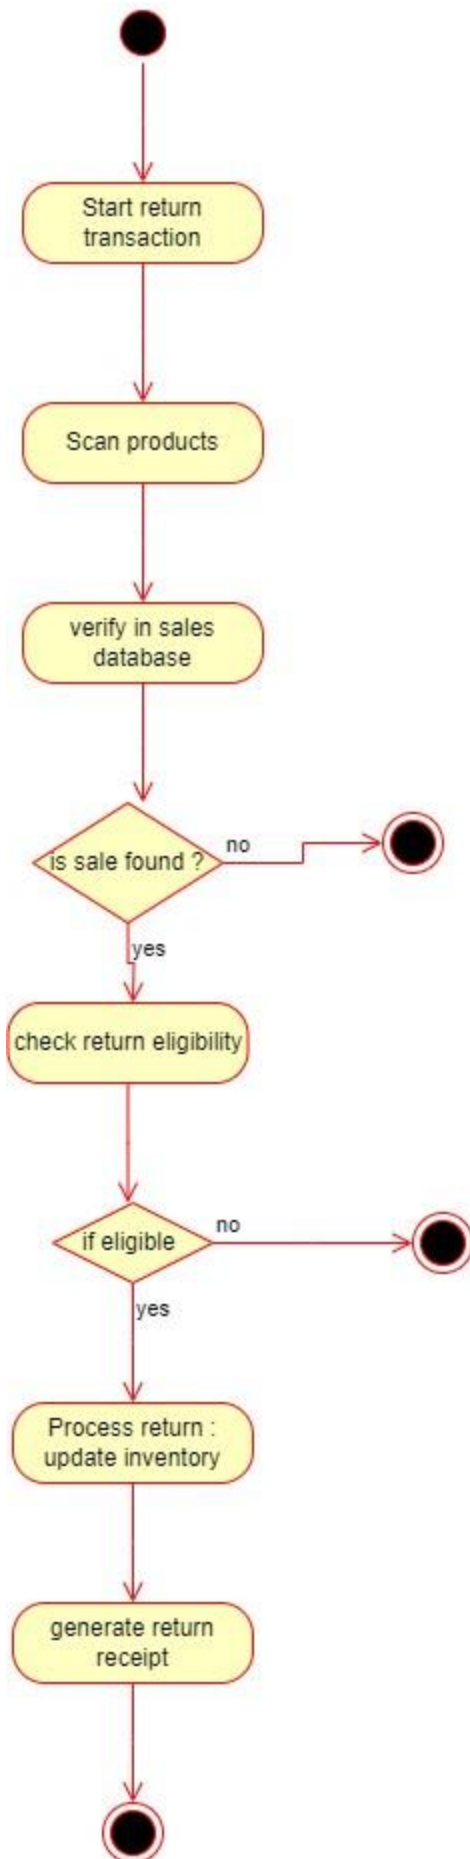 Start return
transaction
Scan products
verify in sales
database
is sale found ?
no
yes
check return eligibility
if eligible
no
yes
Process return :
update inventory
generate return
receipt